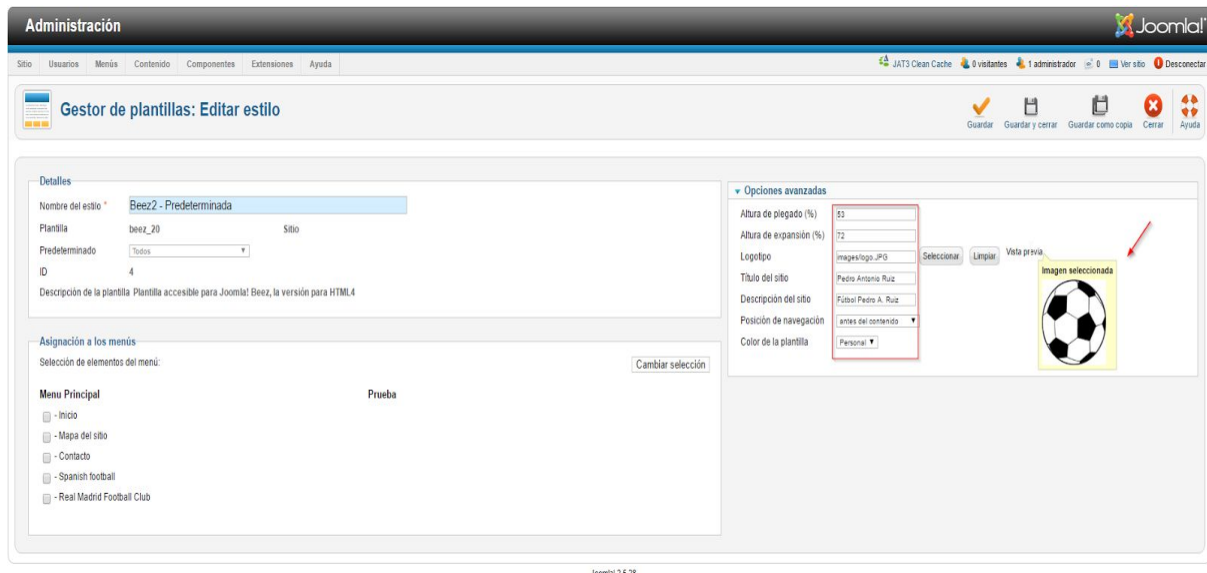 Administración
Joomla!
Sitio Usuarios Menús Contenido Componentes Extensiones Ayuda
JAT3 Clean Cache 0 visitantes 1 administrador 0 Ver sitio Desconectar
Gestor de plantillas: Editar estilo
Guardar Guardar y cerrar Guardar como copia Cerrar Ayuda
Detalles
Nombre del estilo * Beez2 - Predeterminada
Plantilla beez_20 Sitio
Predeterminado Todos
ID 4
Descripción de la plantilla Plantilla accesible para Joomla! Beez, la versión para HTML4
Asignación a los menús
Selección de elementos del menú:
Cambiar selección
Menu Principal Prueba
- Inicio
- Mapa del sitio
- Contacto
- Spanish football
- Real Madrid Football Club
Opciones avanzadas
Altura de plegado (%) 53
Altura de expansión (%) 72
Logotipo images/logo.JPG Seleccionar Limpiar Vista previa
Título del sitio Pedro Antonio Ruiz
Descripción del sitio Fútbol Pedro A. Ruiz
Posición de navegación antes del contenido
Color de la plantilla Personal
Imagen seleccionada
Joomla! 2.5.28